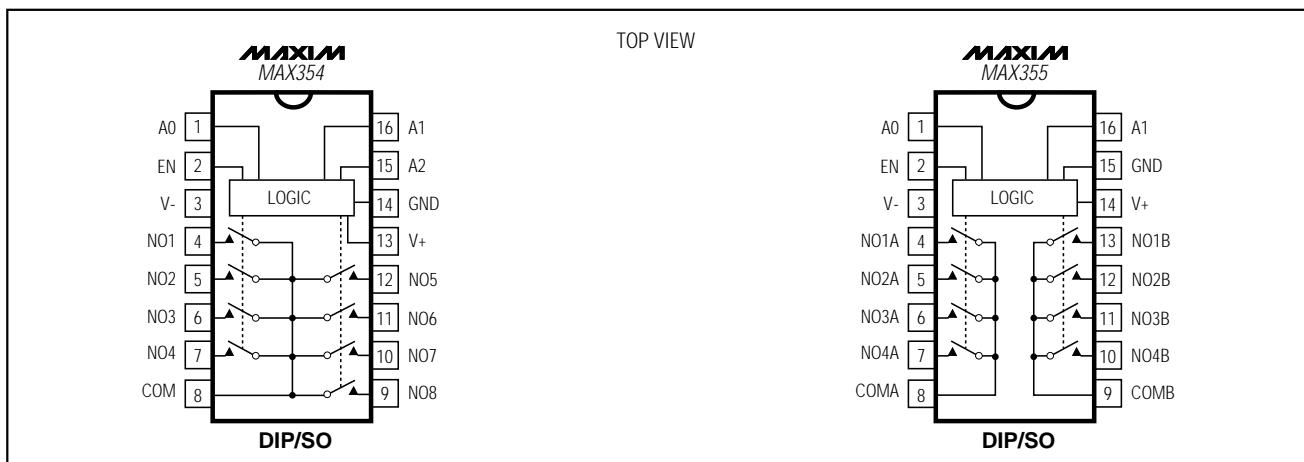 TOP VIEW
MAXIM
MAX354
A0 1
EN 2
V- 3
NO1 4
NO2 5
NO3 6
NO4 7
COM 8
16 A1
15 A2
14 GND
13 V+
12 NO5
11 NO6
10 NO7
9 NO8
LOGIC
DIP/SO
MAXIM
MAX355
A0 1
EN 2
V- 3
NO1A 4
NO2A 5
NO3A 6
NO4A 7
COMA 8
16 A1
15 GND
14 V+
13 NO1B
12 NO2B
11 NO3B
10 NO4B
9 COMB
LOGIC
DIP/SO